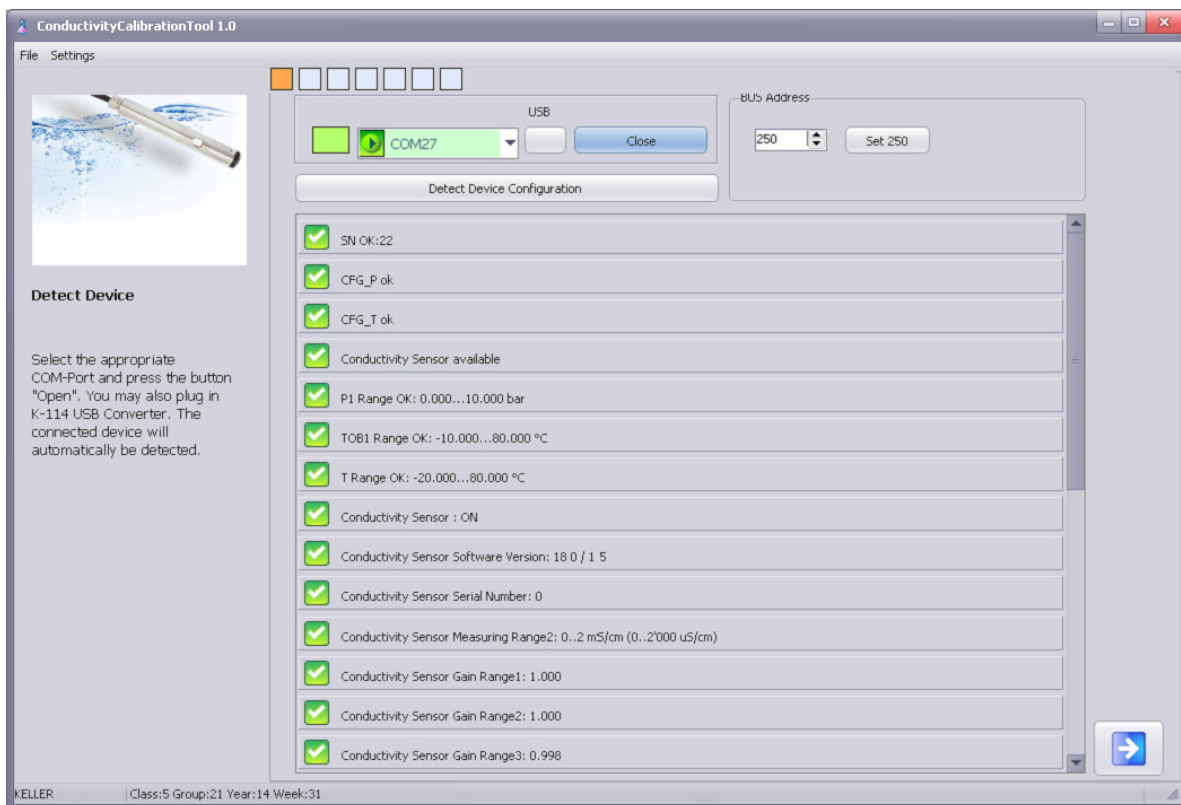 ConductivityCalibrationTool 1.0
File Settings
Detect Device
Select the appropriate
COM-Port and press the button
"Open". You may also plug in
K-114 USB Converter. The
connected device will
automatically be detected.
USB
COM27
Close
Detect Device Configuration
BUS Address
250
Set 250
SN OK:22
CFG_P ok
CFG_T ok
Conductivity Sensor available
P1 Range OK: 0.000...10.000 bar
TOB1 Range OK: -10.000...80.000 °C
T Range OK: -20.000...80.000 °C
Conductivity Sensor : ON
Conductivity Sensor Software Version: 18 0 / 1 5
Conductivity Sensor Serial Number: 0
Conductivity Sensor Measuring Range2: 0..2 mS/cm (0..2'000 uS/cm)
Conductivity Sensor Gain Range1: 1.000
Conductivity Sensor Gain Range2: 1.000
Conductivity Sensor Gain Range3: 0.998
KELLER
Class:5 Group:21 Year:14 Week:31